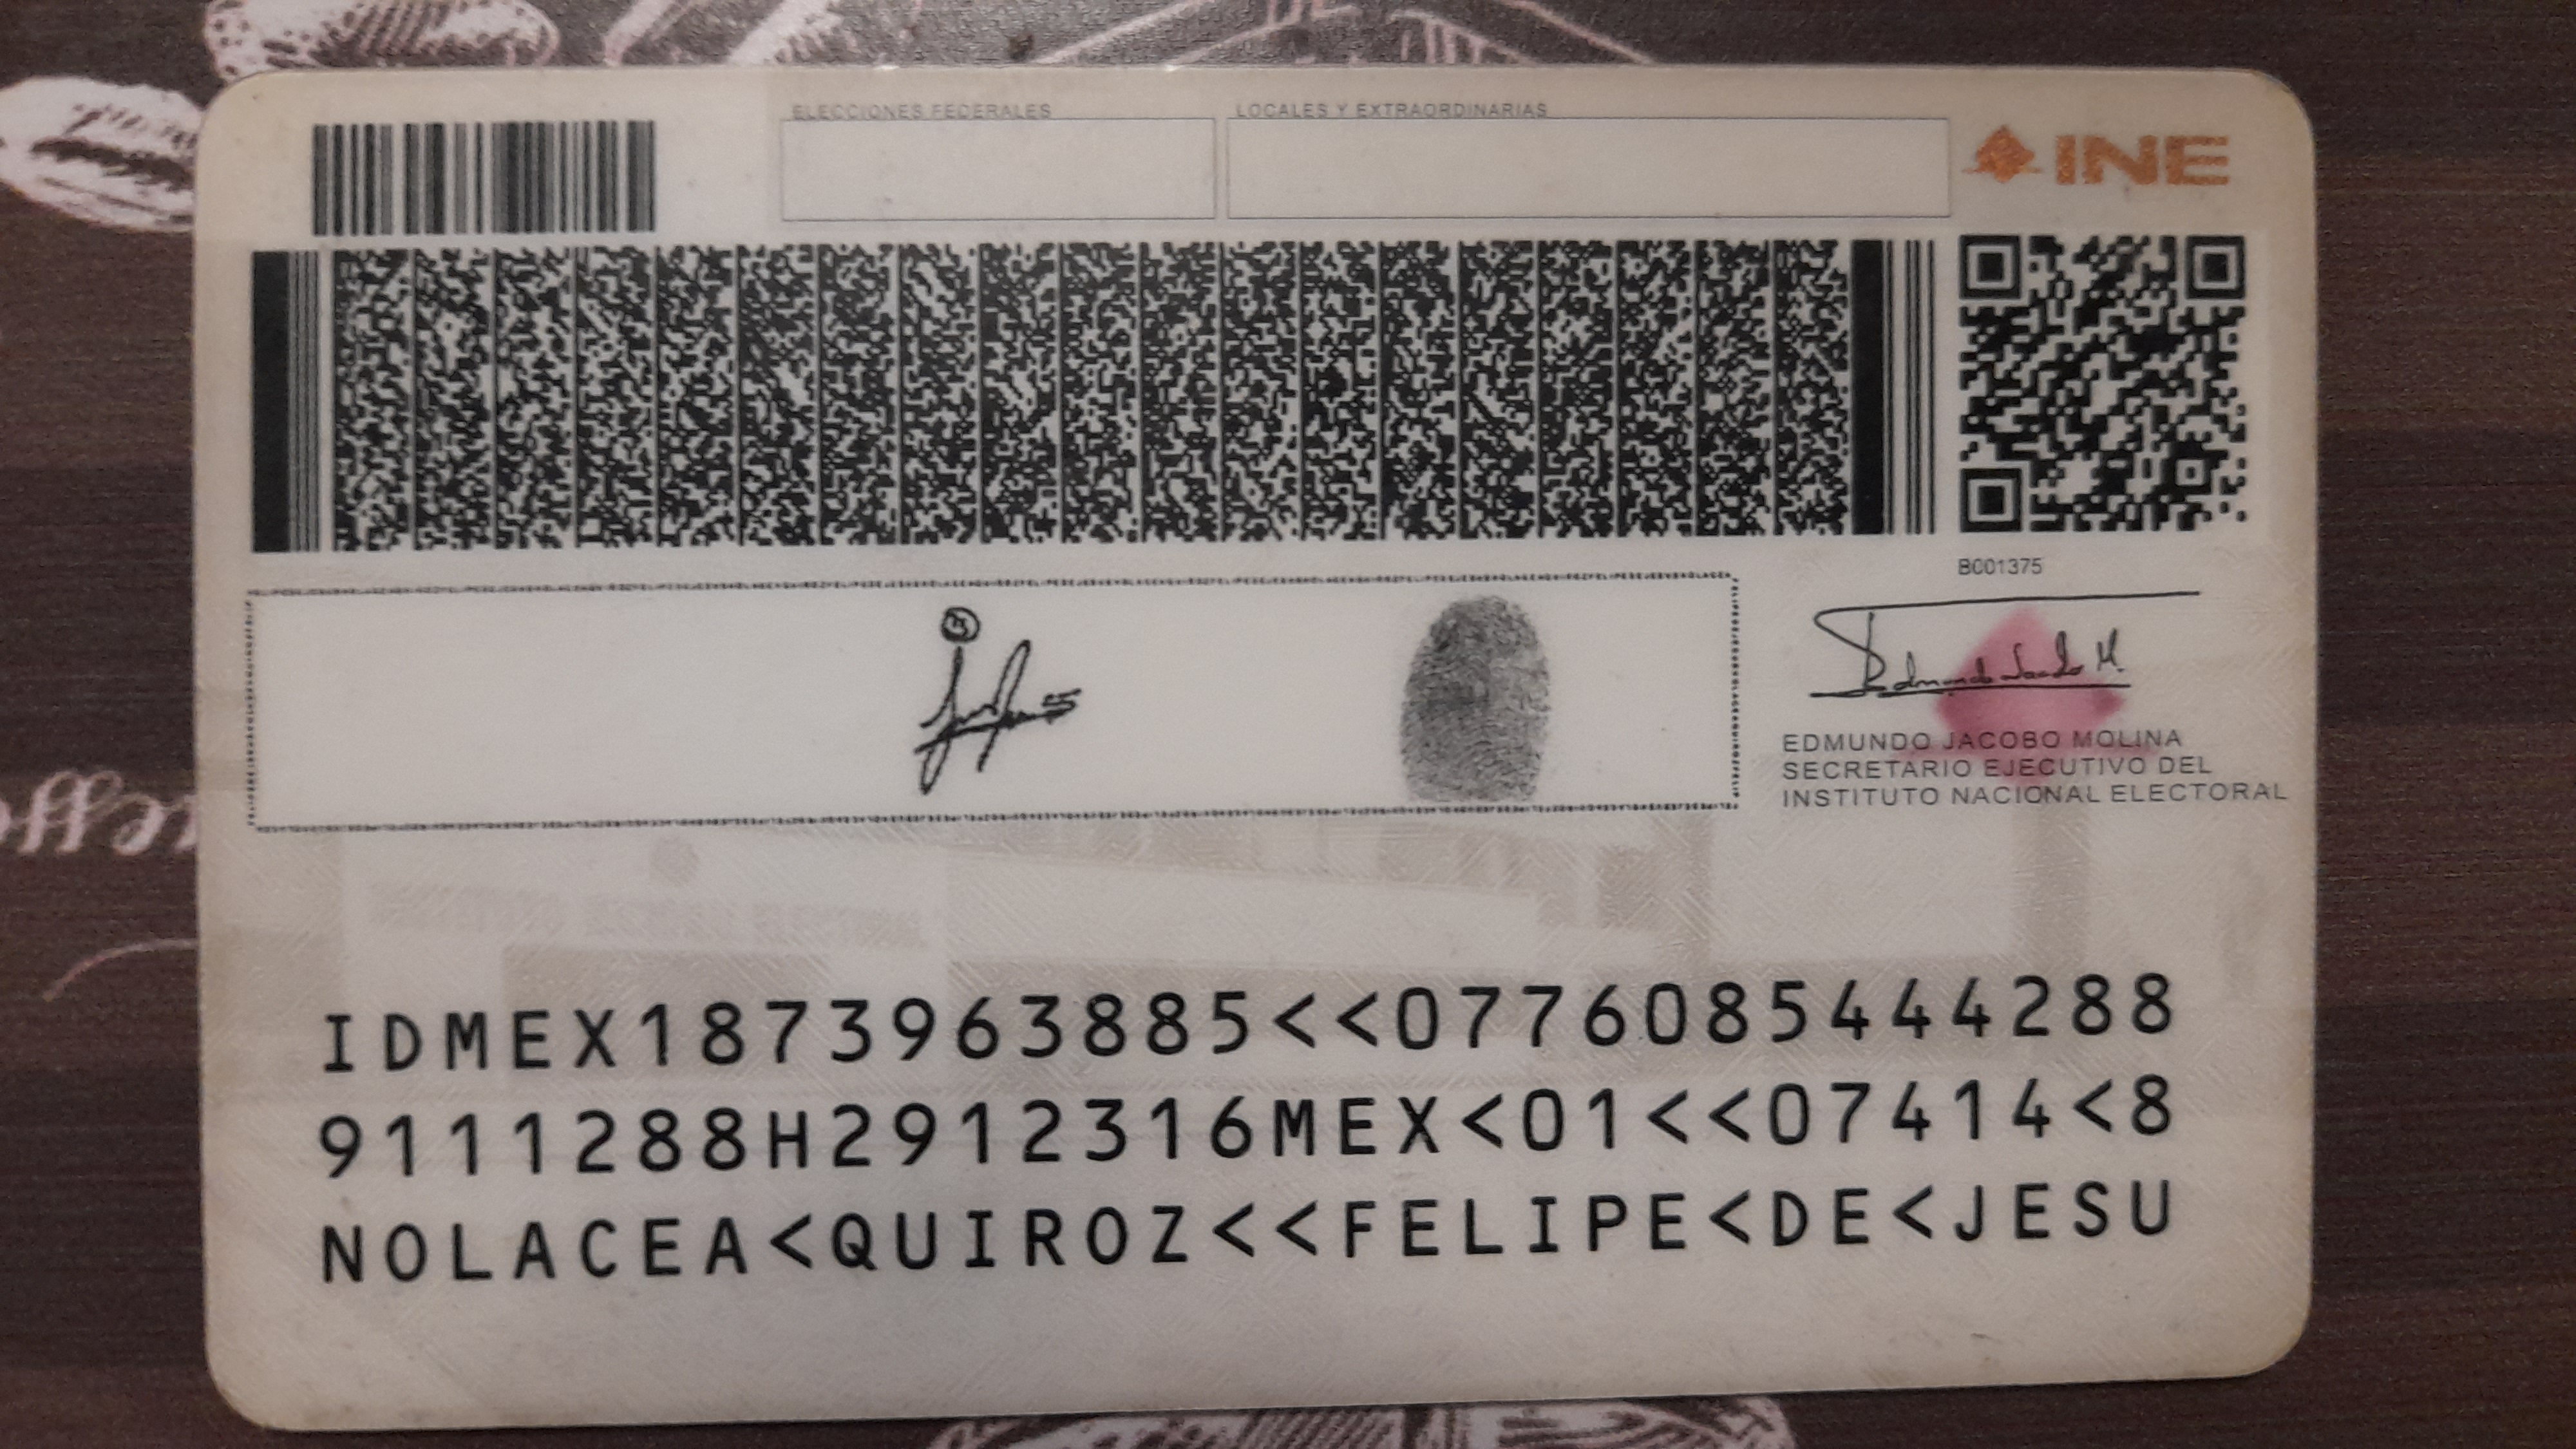 ELECCIONES FEDERALES
LOCALES Y EXTRAORDINARIAS
INE
BC01375
EDMUNDO JACOBO MOLINA
SECRETARIO EJECUTIVO DEL
INSTITUTO NACIONAL ELECTORAL
IDMEX1873963885<<0776085444288
9111288H2912316MEX<01<<07414<8
NOLACEA<QUIROZ<<FELIPE<DE<JESU